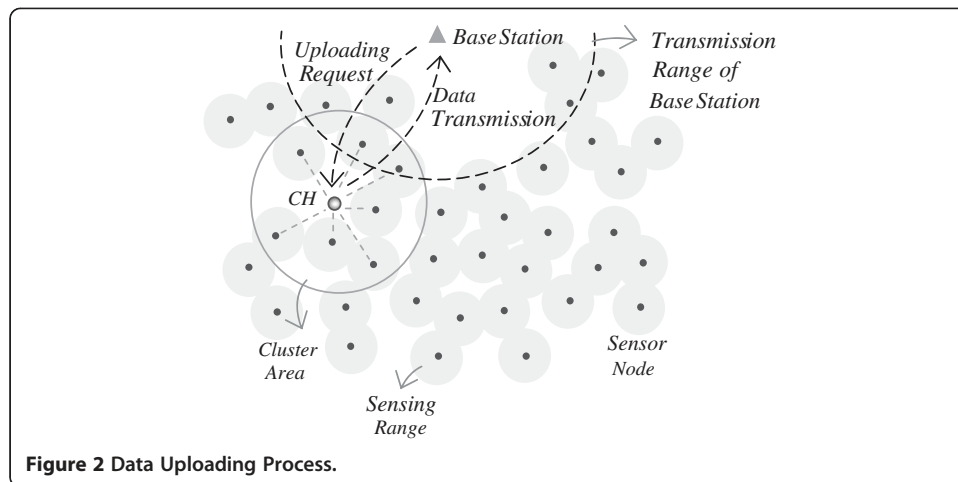 Base Station
Uploading
Request
Transmission
Range of
Base Station
Data
Transmission
CH
Cluster
Area
Sensor
Node
Sensing
Range
Figure 2 Data Uploading Process.